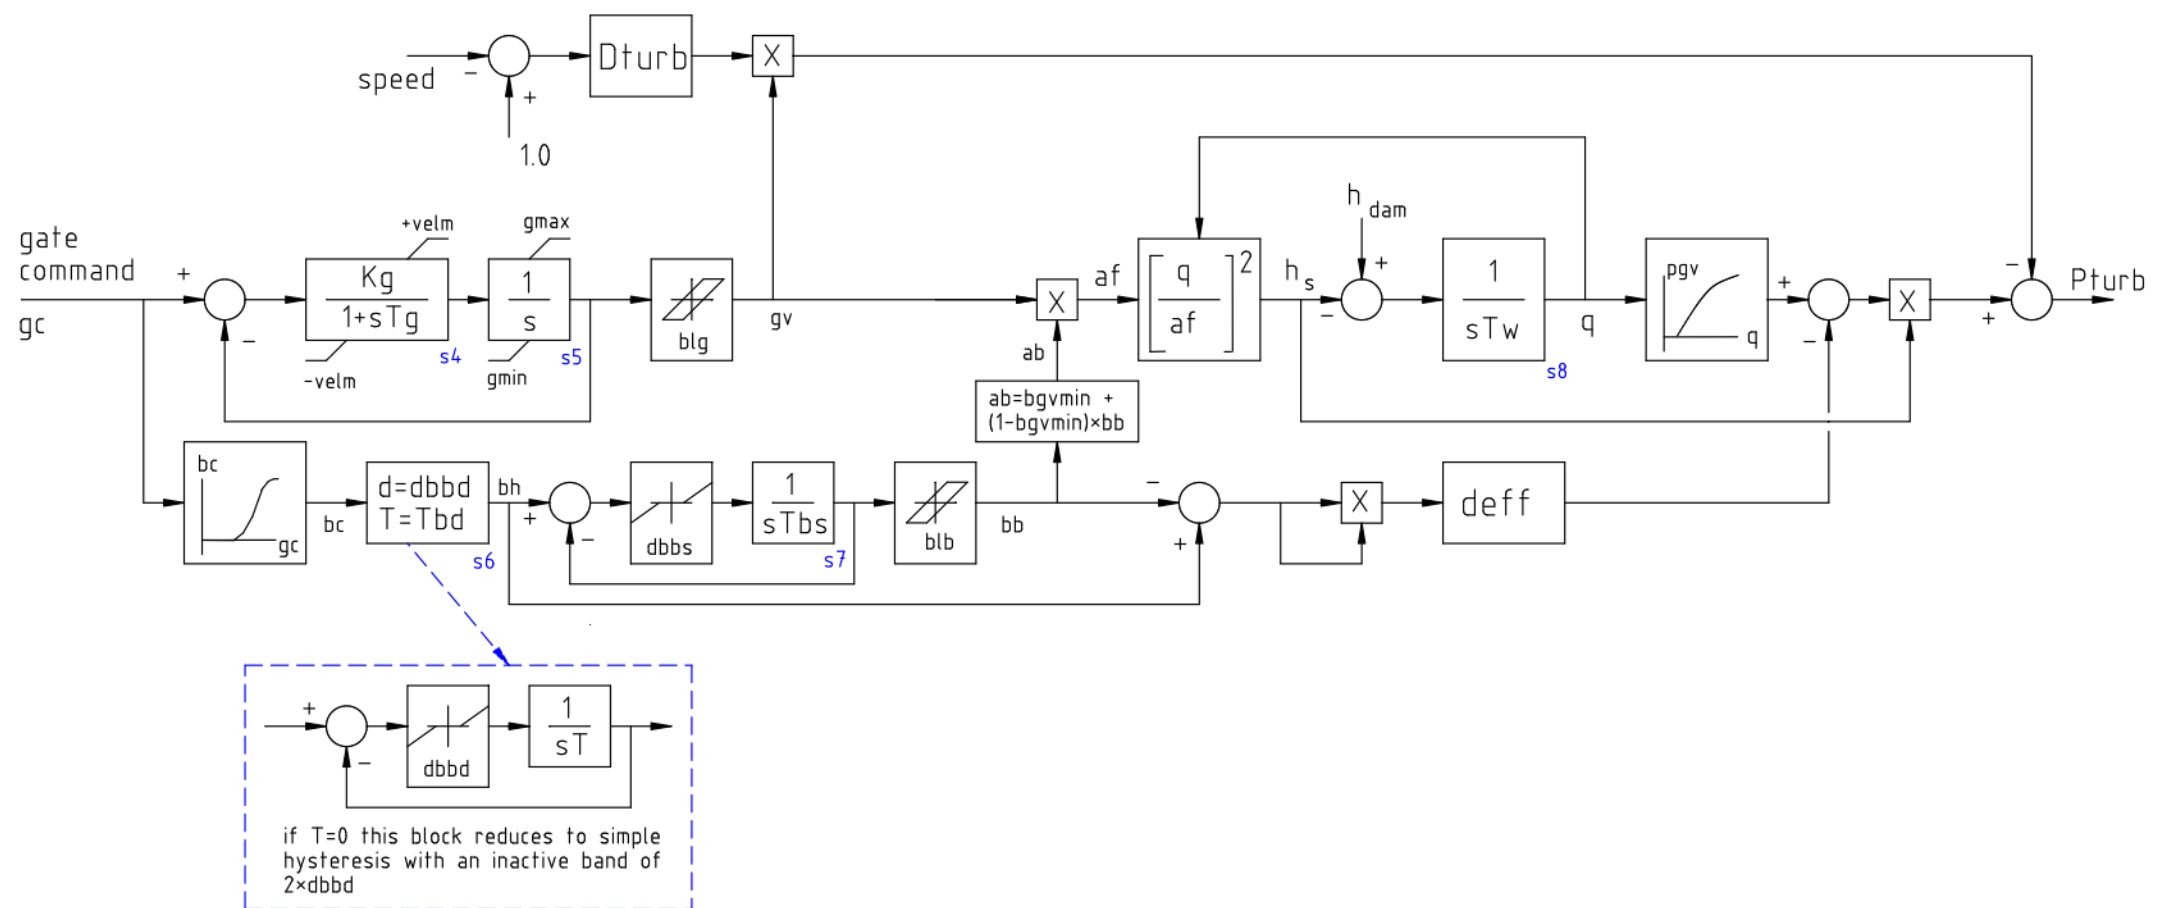 Dturb
X
speed
−
+
1.0
h
dam
+velm
gmax
gate
command
gc
+
−
Kg
1+sTg
s4
-velm
1
s
s5
gmin
blg
gv
X
af
ab
[q/af]2
hs
+
−
1
sTw
s8
q
pgv
q
+
−
X
−
+
Pturb
ab=bgvmin +
(1-bgvmin)×bb
bc
gc
bc
d=dbbd
T=Tbd
s6
bh
+
−
dbbs
1
sTbs
s7
blb
bb
−
+
X
deff
+
−
dbbd
1
sT
if T=0 this block reduces to simple
hysteresis with an inactive band of
2×dbbd